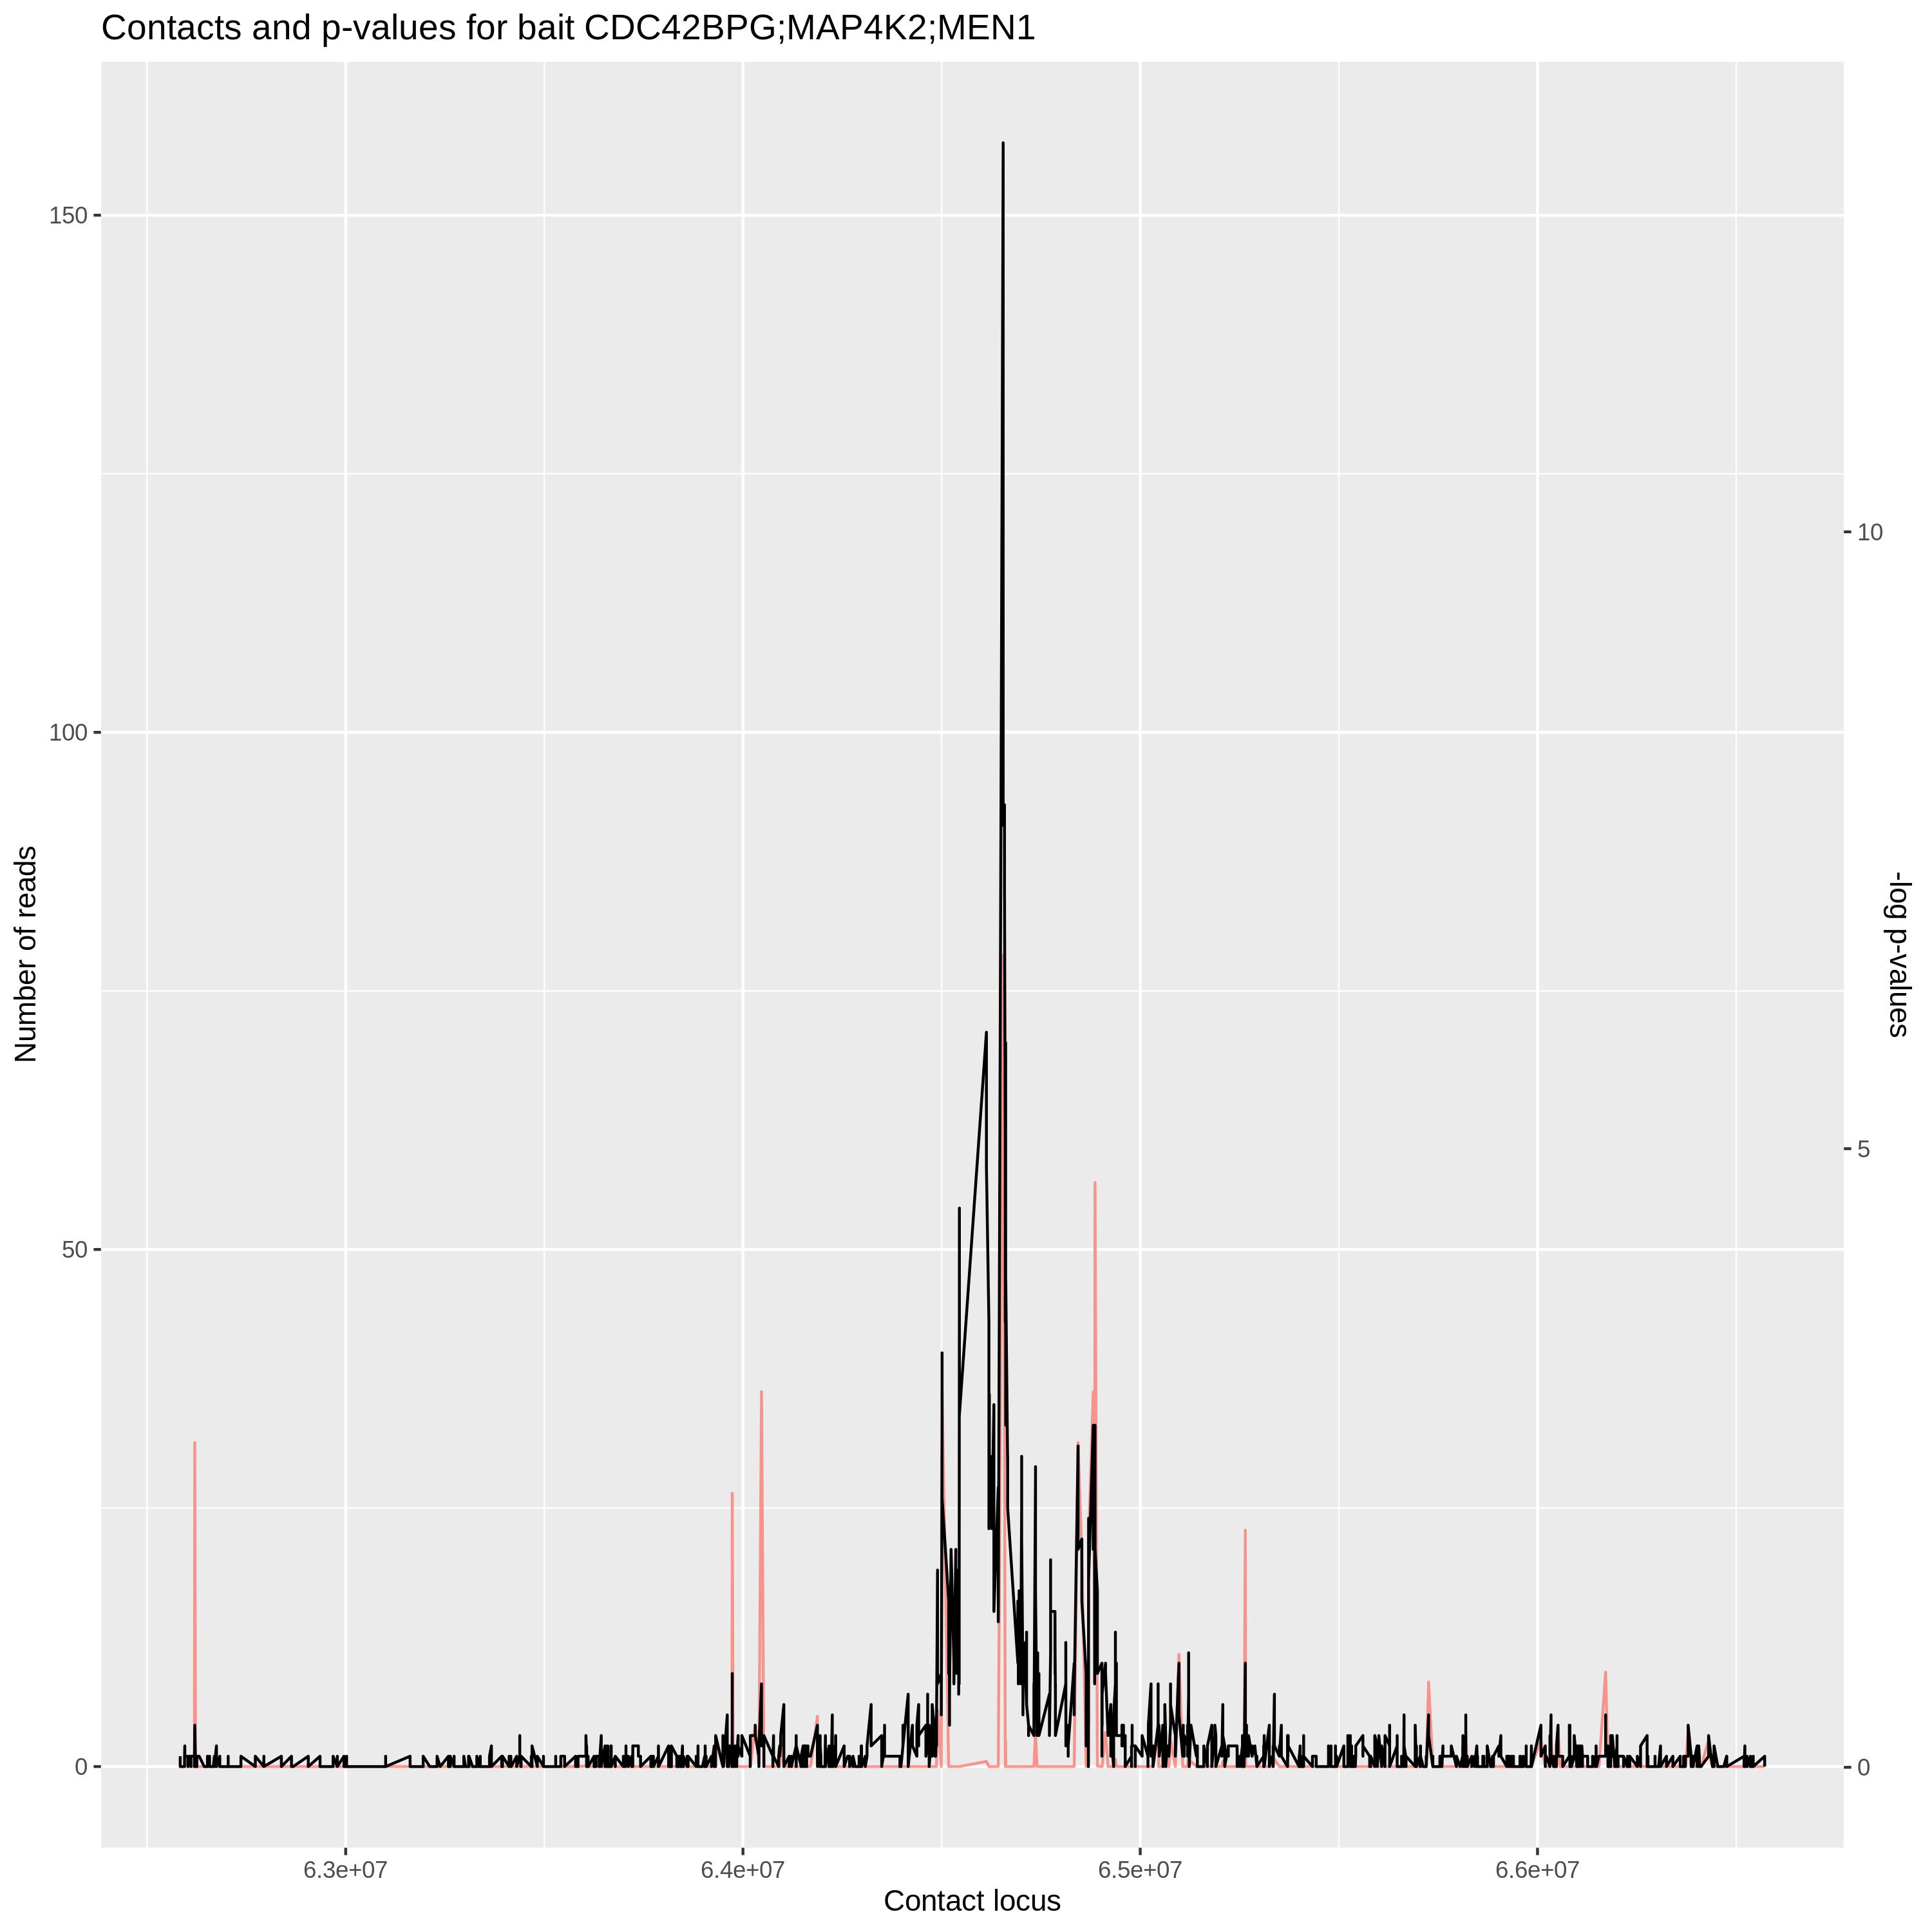 Contacts and p-values for bait CDC42BPG;MAP4K2;MEN1
150
100
50
0
Number of reads
10
5
0
-log p-values
6.3e+07 6.4e+07 6.5e+07 6.6e+07
Contact locus